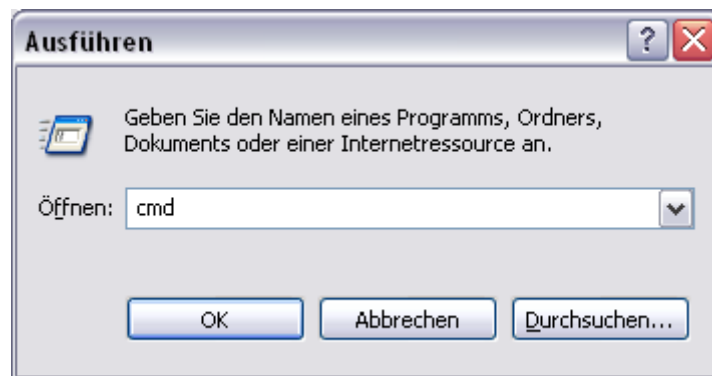 Ausführen
?
Geben Sie den Namen eines Programms, Ordners,
Dokuments oder einer Internetressource an.
Öffnen: cmd
OK Abbrechen Durchsuchen...